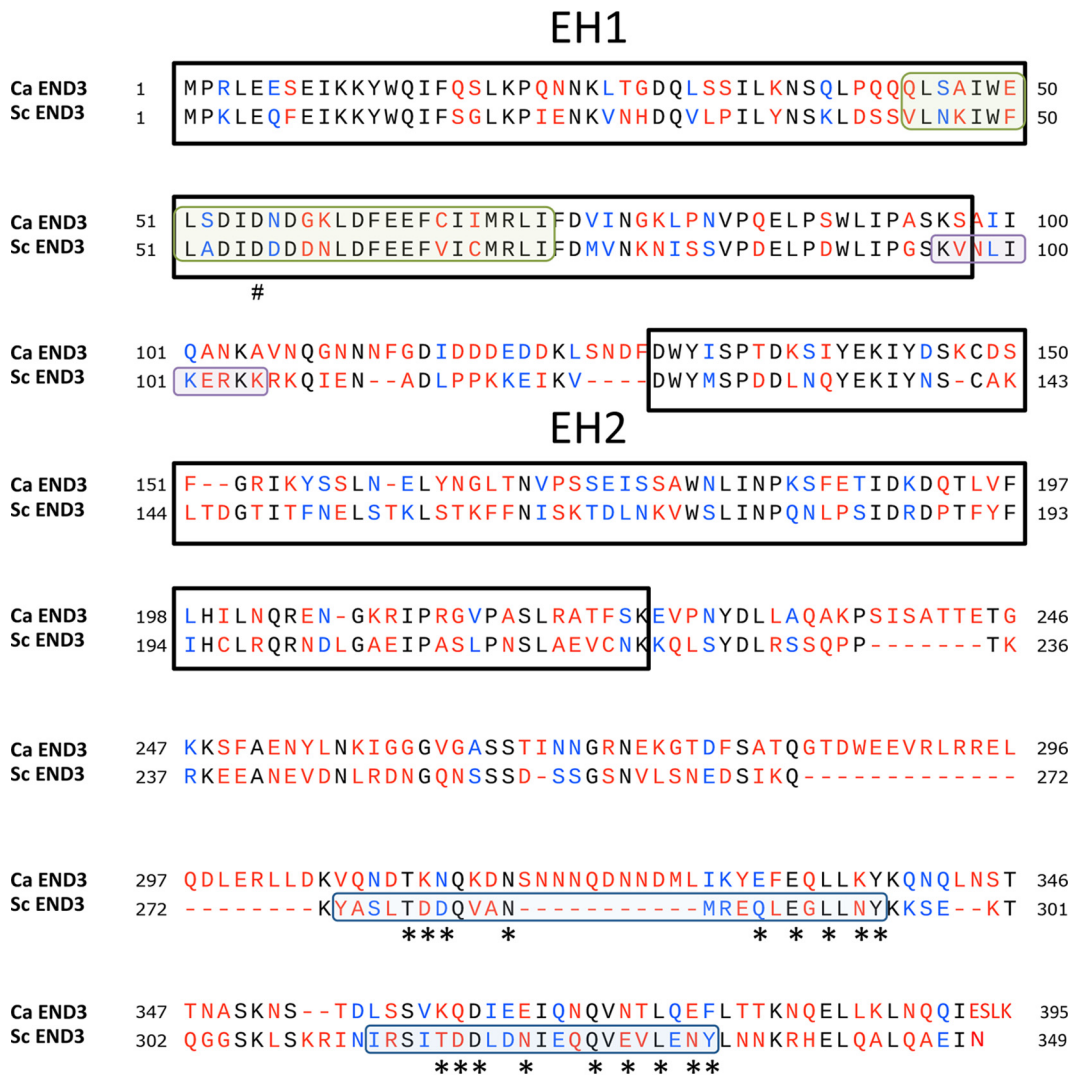 EH1
Ca END3 1 MPRLEESEIKKYWQIFQSLKPQNNKLTGDQLSSILKNSQLPQQQLSAIWE 50
Sc END3 1 MPKLEQFEIKKYWQIFSGLKPIENKVNHDQVLPILYNSKLDSSVLNKIWF 50
Ca END3 51 LSDIDNDGKLDFEEFCIIMRLIFDVINGKLPNVPQELPSWLIPASKSAII 100
Sc END3 51 LADIDDDDNLDFEEFVICMRLIFDMVNKNISSVPDELPDWLIPGSKVNLI 100
#
Ca END3 101 QANKAVNQGNNNFGDIDDDEDDKLSNDFDWYISPTDKSIYEKIYDSKCDS 150
Sc END3 101 KERKKRKQIEN--ADLPPKKEIKV----DWYMSPDDLNQYEKIYNS-CAK 143
EH2
Ca END3 151 F--GRIKYSSLN-ELYNGLTNVPSSEISSAWNLINPKSFETIDKDQTLVF 197
Sc END3 144 LTDGTITFNELSTKLSTKFFNISKTDLNKVWSLINPQNLPSIDRDPTFYF 193
Ca END3 198 LHILNQREN-GKRIPRGVPASLRATFSKEVPNYDLLAQAKPSISATTETG 246
Sc END3 194 IHCLRQRNDLGAEIPASLPNSLAEVCNKKQLSYDLRSSQPP-------TK 236
Ca END3 247 KKSFAENYLNKIGGGVGASSTINNGRNEKGTDFSATQGTDWEEVRLRREL 296
Sc END3 237 RKEEANEVDNLRDNGQNSSSD-SSGSNVLSNEDSIKQ------------- 272
Ca END3 297 QDLERLLDKVQNDTKNQKDNSNNNQDNNDMLIKYEFEQLLKYKQNQLNST 346
Sc END3 272 --------KYASLTDDQVAN-----------MREQLEGLLNYKKSE--KT 301
*** * * * * **
Ca END3 347 TNASKNS--TDLSSVKQDIEEIQNQVNTLQEFLTTKNQELLKLNQQIESLK 395
Sc END3 302 QGGSKLSKRINIRSITDDLDNIEQQVEVLENYLNNKRHELQALQAEIN 349
*** * * * * **